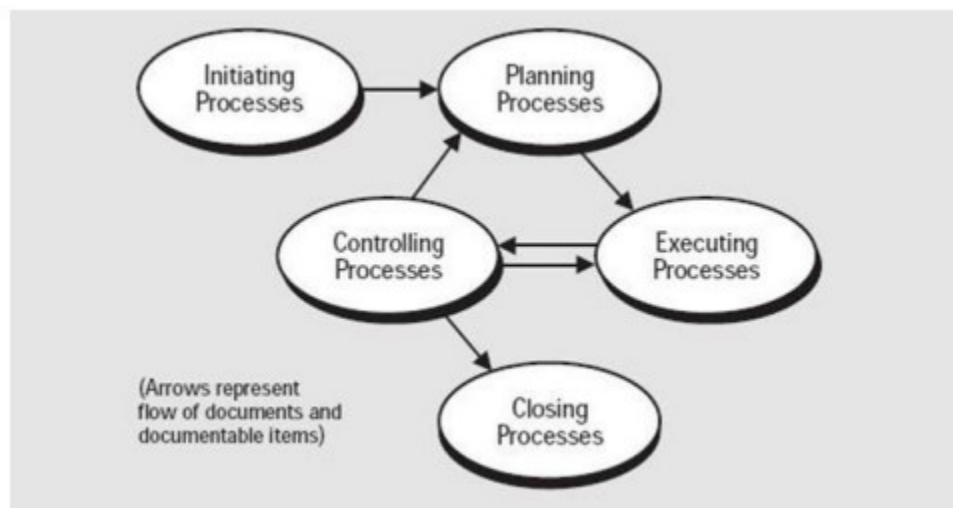 Initiating
Processes
Planning
Processes
Controlling
Processes
Executing
Processes
(Arrows represent
flow of documents and
documentable items)
Closing
Processes